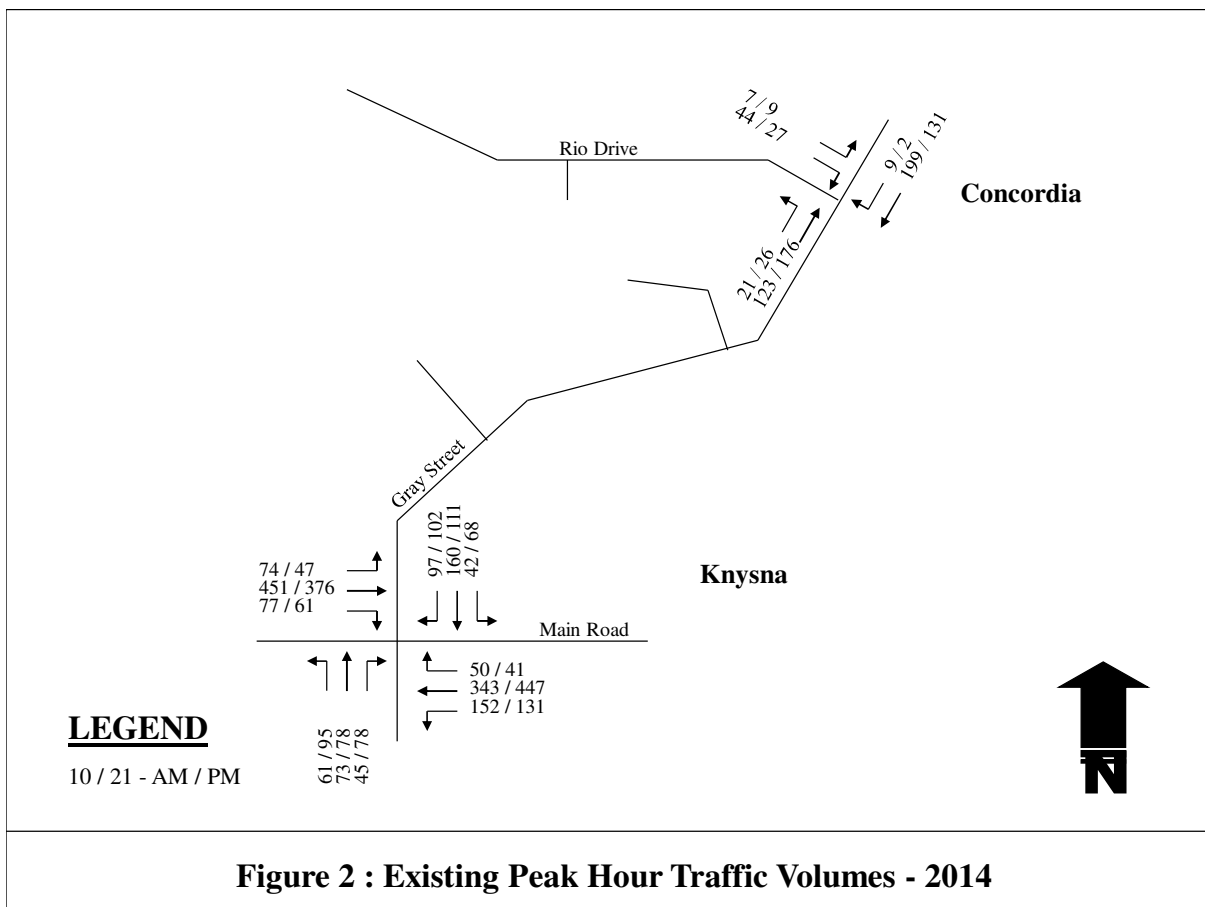 7 / 9
44 / 27
Rio Drive
9 / 2
199 / 131
Concordia
21 / 26
123 / 176
Gray Street
97 / 102
160 / 111
42 / 68
74 / 47
451 / 376
77 / 61
Knysna
Main Road
50 / 41
343 / 447
152 / 131
61 / 95
73 / 78
45 / 78
LEGEND
10 / 21 - AM / PM
N
Figure 2 : Existing Peak Hour Traffic Volumes - 2014